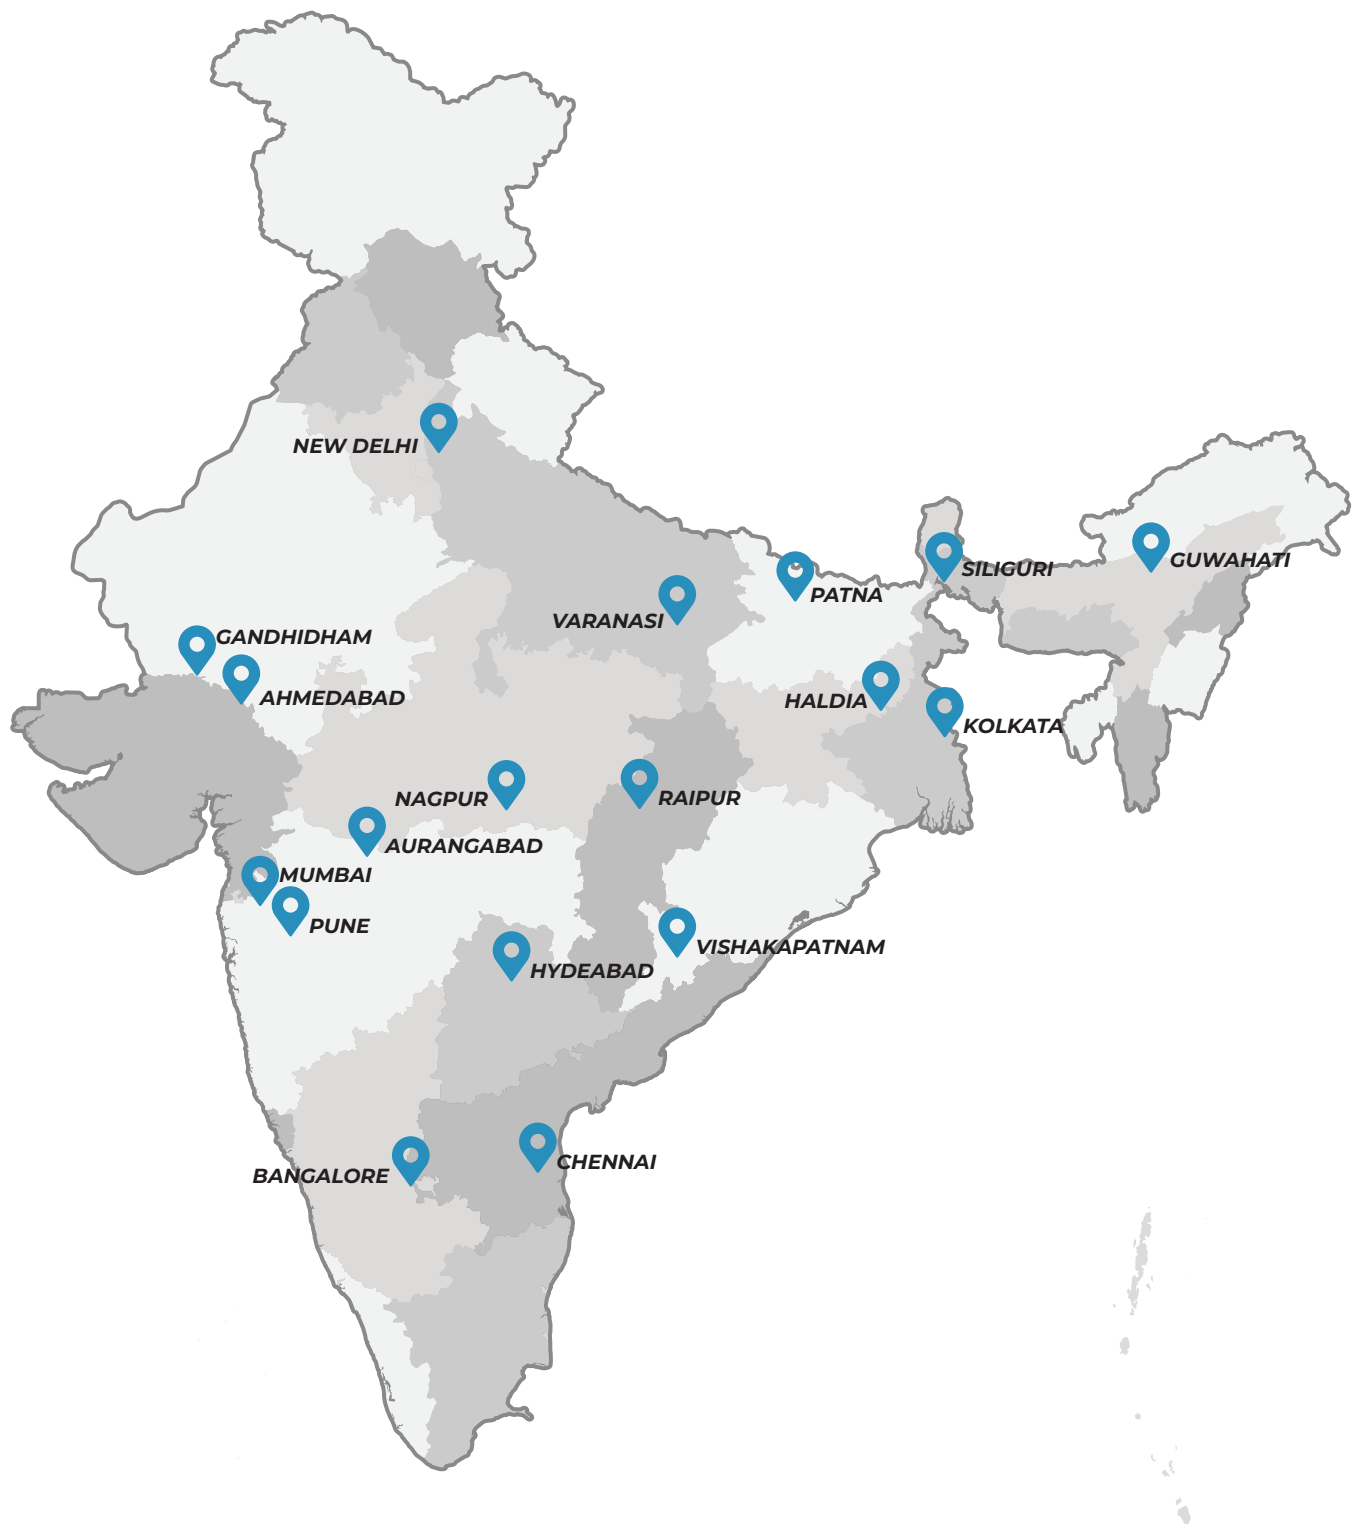 NEW DELHI
SILIGURI
GUWAHATI
PATNA
VARANASI
GANDHIDHAM
AHMEDABAD
HALDIA
KOLKATA
NAGPUR
RAIPUR
AURANGABAD
MUMBAI
PUNE
VISHAKAPATNAM
HYDEABAD
BANGALORE
CHENNAI